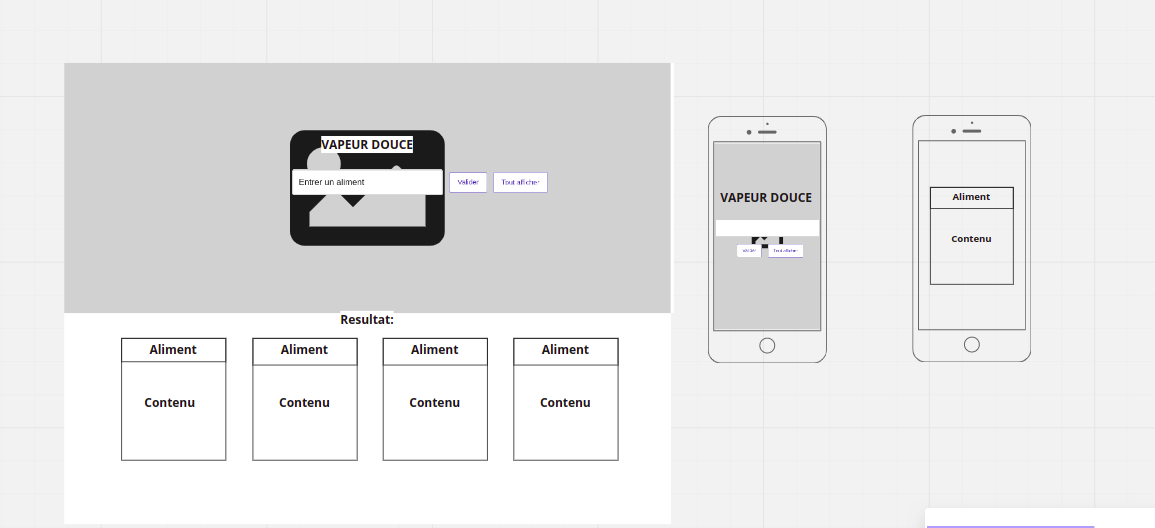 VAPEUR DOUCE
Entrer un aliment
Valider
Tout afficher
Resultat:
Aliment
Aliment
Aliment
Aliment
Contenu
Contenu
Contenu
Contenu
VAPEUR DOUCE
Valider
Tout afficher
Aliment
Contenu